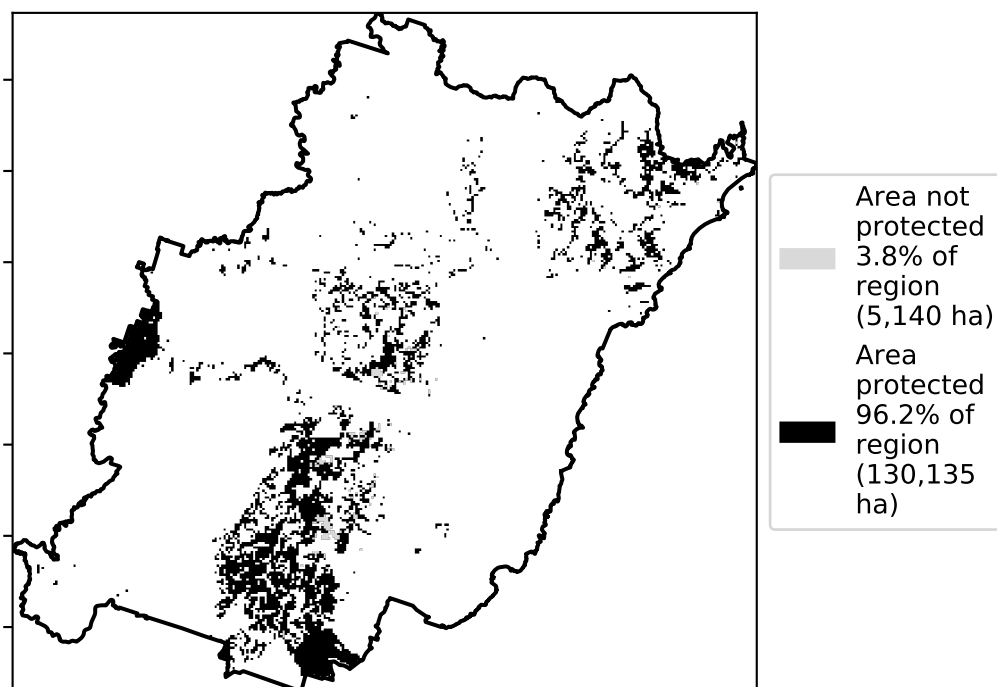 Area not
protected
3.8% of
region
(5,140 ha)
Area
protected
96.2% of
region
(130,135
ha)